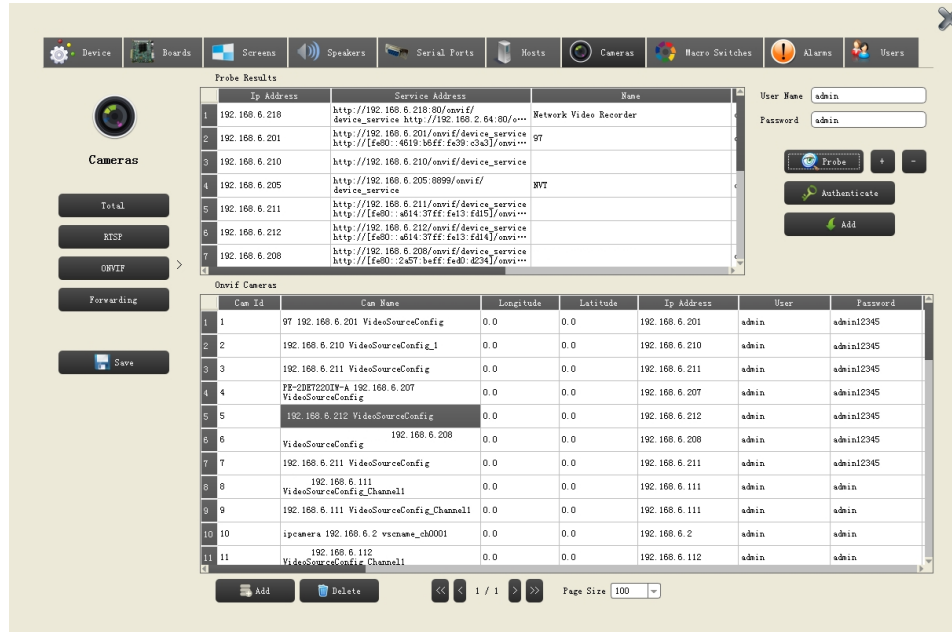 Device Boards Screens Speakers Serial Ports Hosts Cameras Macro Switches Alarms Users
Probe Results
Ip Address Service Address Name
1 192.168.6.218 http://192.168.6.218:80/onvif/
device_service http://192.168.2.64:80/o… Network Video Recorder
2 192.168.6.201 http://192.168.6.201/onvif/device_service
http://[fe80::4619:b6ff:fe39:c3a3]/onvi… 97
3 192.168.6.210 http://192.168.6.210/onvif/device_service
4 192.168.6.205 http://192.168.6.205:8899/onvif/
device_service NVT
5 192.168.6.211 http://192.168.6.211/onvif/device_service
http://[fe80::a614:37ff:fe13:fd15]/onvi…
6 192.168.6.212 http://192.168.6.212/onvif/device_service
http://[fe80::a614:37ff:fe13:fd14]/onvi…
7 192.168.6.208 http://192.168.6.208/onvif/device_service
http://[fe80::2a57:beff:fed0:d234]/onvi…
User Name admin
Password admin
Probe + -
Authenticate
Add
Cameras
Total
RTSP
ONVIF >
Forwarding
Save
Onvif Cameras
Cam Id Cam Name Longitude Latitude Ip Address User Password
1 1 97 192.168.6.201 VideoSourceConfig 0.0 0.0 192.168.6.201 admin admin12345
2 2 192.168.6.210 VideoSourceConfig_1 0.0 0.0 192.168.6.210 admin admin12345
3 3 192.168.6.211 VideoSourceConfig 0.0 0.0 192.168.6.211 admin admin12345
4 4 PE-2DE7220IW-A 192.168.6.207
VideoSourceConfig 0.0 0.0 192.168.6.207 admin admin12345
5 5 192.168.6.212 VideoSourceConfig 0.0 0.0 192.168.6.212 admin admin12345
6 6 192.168.6.208
VideoSourceConfig 0.0 0.0 192.168.6.208 admin admin12345
7 7 192.168.6.211 VideoSourceConfig 0.0 0.0 192.168.6.211 admin admin12345
8 8 192.168.6.111
VideoSourceConfig_Channel1 0.0 0.0 192.168.6.111 admin admin
9 9 192.168.6.111 VideoSourceConfig_Channel1 0.0 0.0 192.168.6.111 admin admin
10 10 ipcamera 192.168.6.2 vscname_ch0001 0.0 0.0 192.168.6.2 admin admin
11 11 192.168.6.112
VideoSourceConfig_Channel1 0.0 0.0 192.168.6.112 admin admin
Add Delete << < 1 / 1 > >> Page Size 100